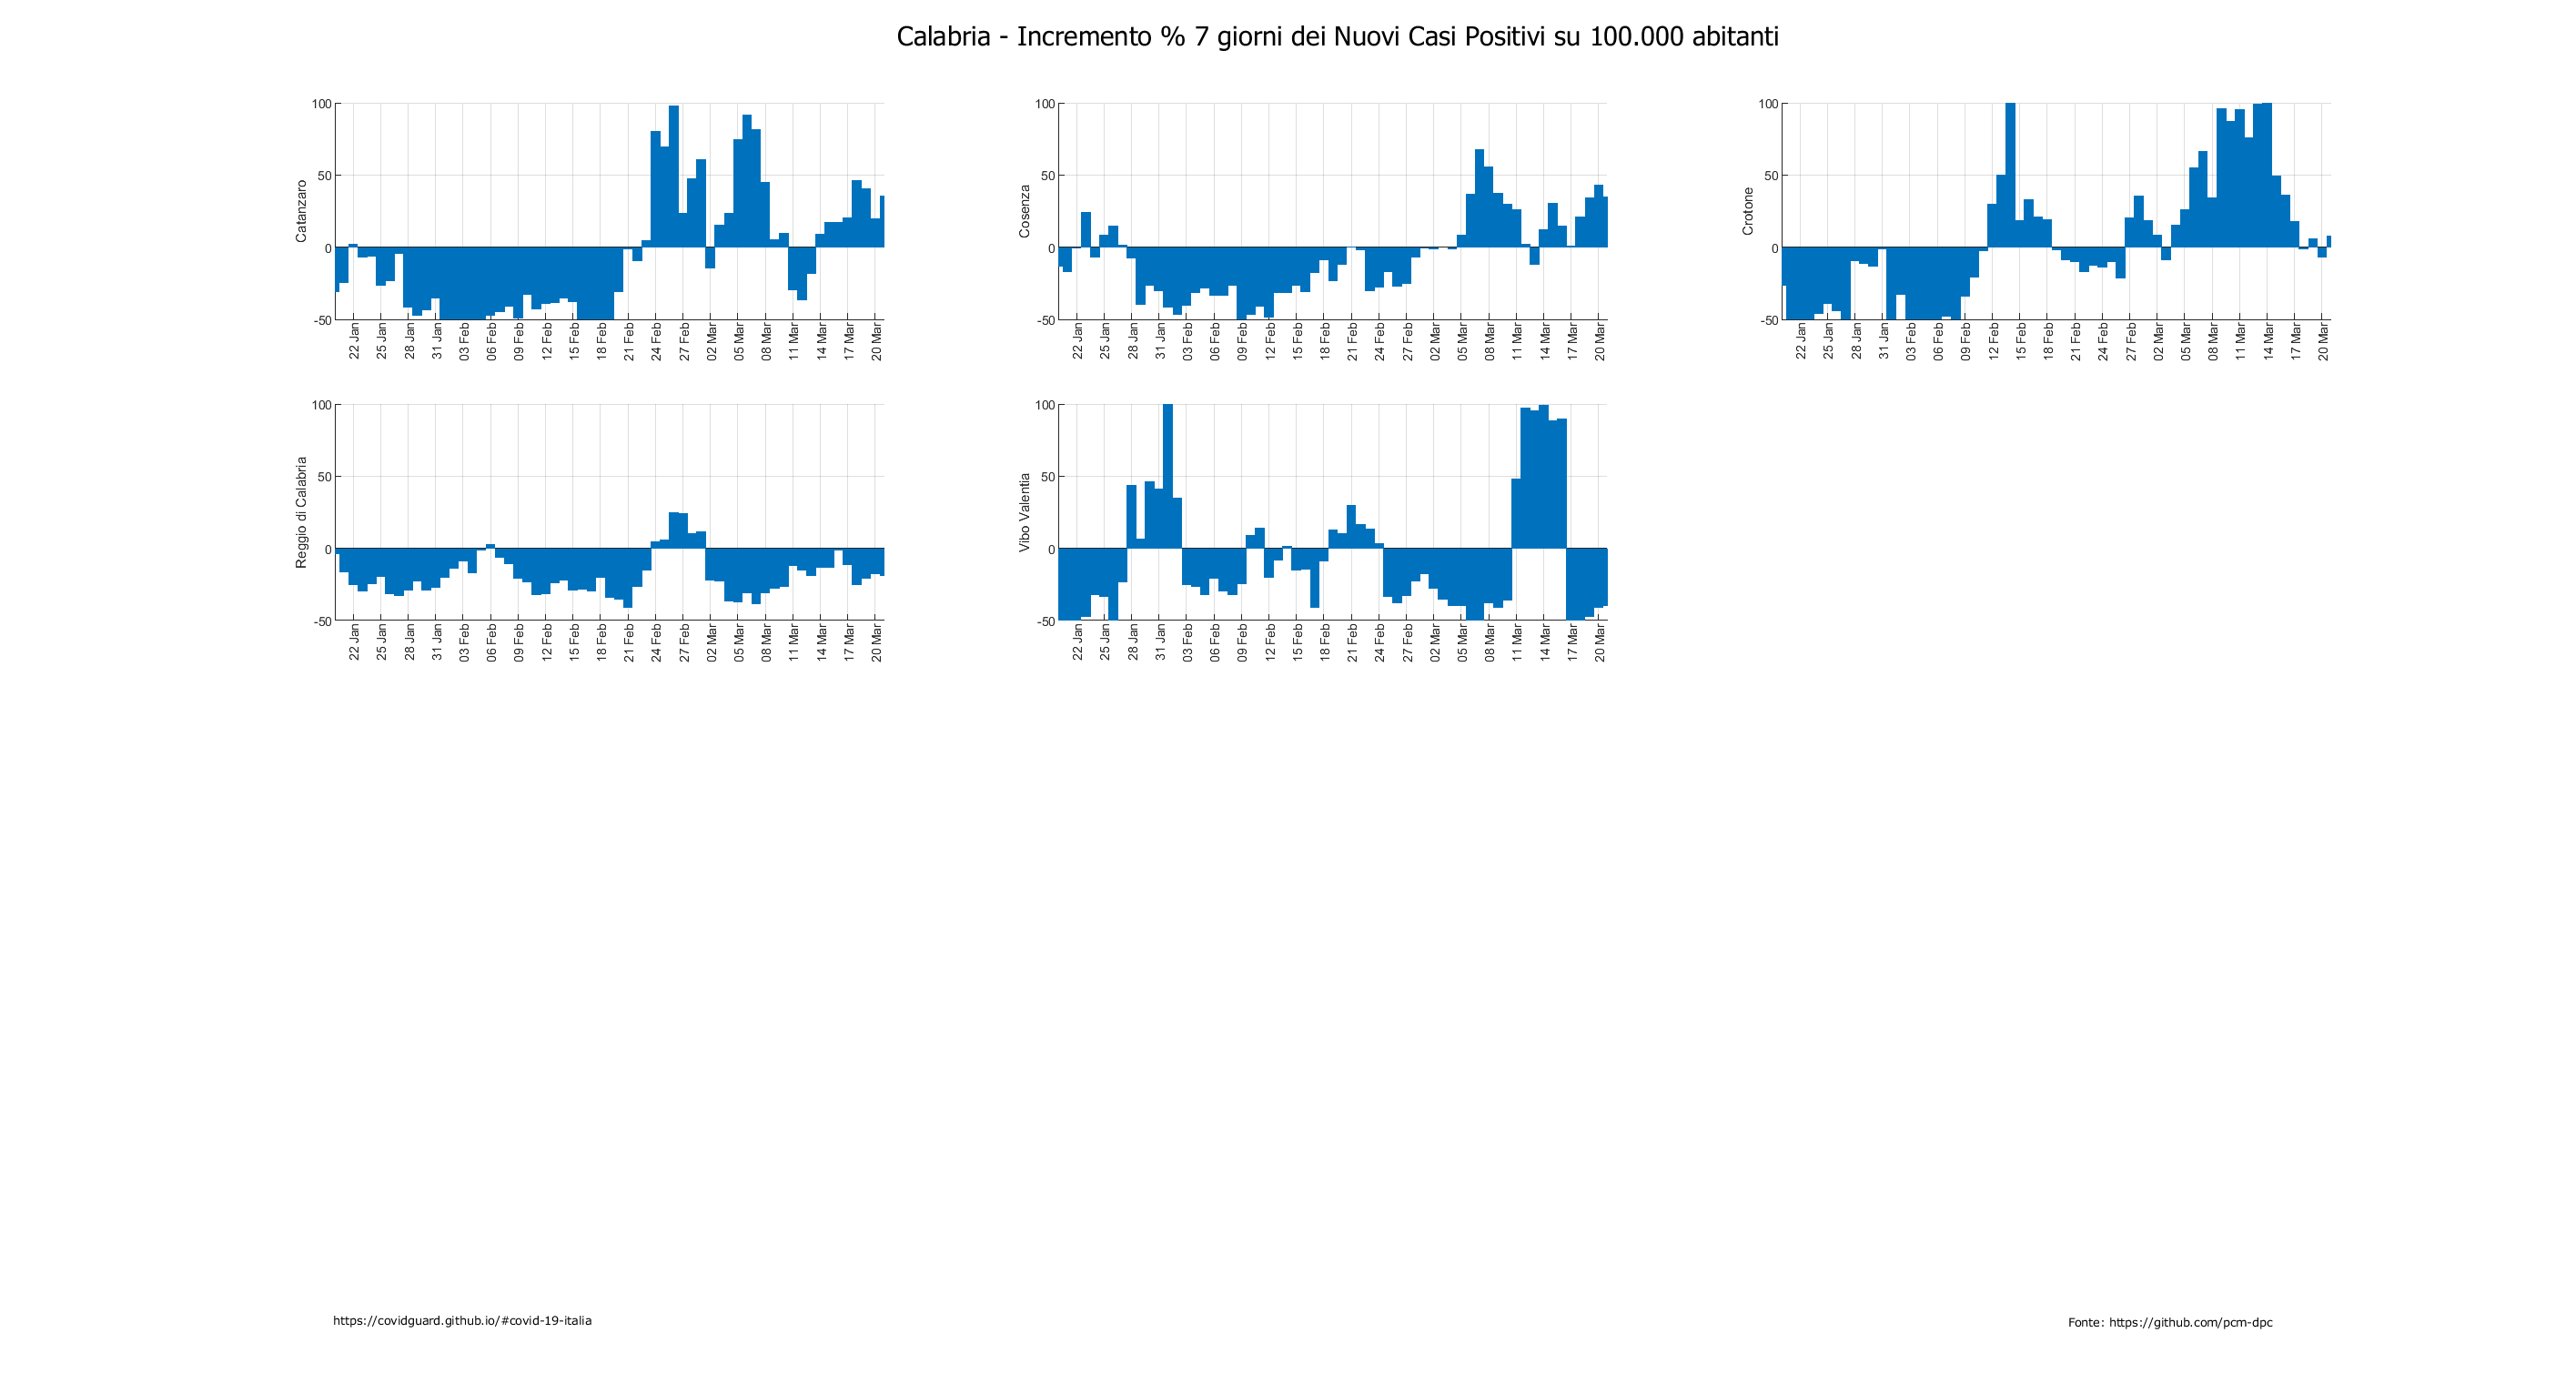 Calabria - Incremento % 7 giorni dei Nuovi Casi Positivi su 100.000 abitanti
Catanzaro
100
50
0
-50
22 Jan 25 Jan 28 Jan 31 Jan 03 Feb 06 Feb 09 Feb 12 Feb 15 Feb 18 Feb 21 Feb 24 Feb 27 Feb 02 Mar 05 Mar 08 Mar 11 Mar 14 Mar 17 Mar 20 Mar
Cosenza
100
50
0
-50
22 Jan 25 Jan 28 Jan 31 Jan 03 Feb 06 Feb 09 Feb 12 Feb 15 Feb 18 Feb 21 Feb 24 Feb 27 Feb 02 Mar 05 Mar 08 Mar 11 Mar 14 Mar 17 Mar 20 Mar
Crotone
100
50
0
-50
22 Jan 25 Jan 28 Jan 31 Jan 03 Feb 06 Feb 09 Feb 12 Feb 15 Feb 18 Feb 21 Feb 24 Feb 27 Feb 02 Mar 05 Mar 08 Mar 11 Mar 14 Mar 17 Mar 20 Mar
Reggio di Calabria
100
50
0
-50
22 Jan 25 Jan 28 Jan 31 Jan 03 Feb 06 Feb 09 Feb 12 Feb 15 Feb 18 Feb 21 Feb 24 Feb 27 Feb 02 Mar 05 Mar 08 Mar 11 Mar 14 Mar 17 Mar 20 Mar
Vibo Valentia
100
50
0
-50
22 Jan 25 Jan 28 Jan 31 Jan 03 Feb 06 Feb 09 Feb 12 Feb 15 Feb 18 Feb 21 Feb 24 Feb 27 Feb 02 Mar 05 Mar 08 Mar 11 Mar 14 Mar 17 Mar 20 Mar
https://covidguard.github.io/#covid-19-italia
Fonte: https://github.com/pcm-dpc